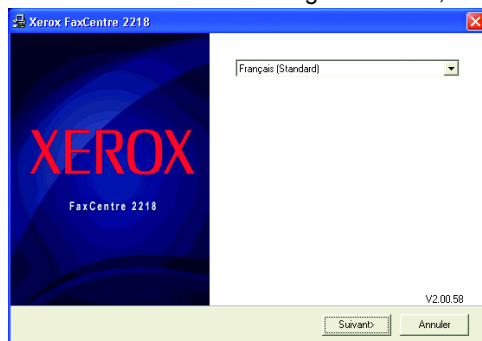 Xerox FaxCentre 2218
Français (Standard)
XEROX
FaxCentre 2218
V2.00.58
Suivant>
Annuler